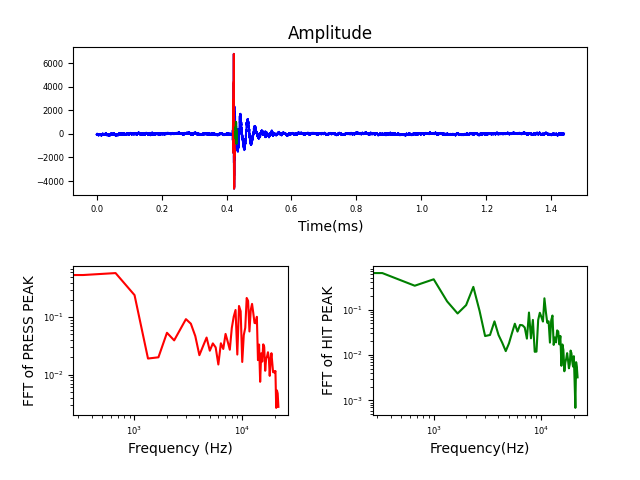 Amplitude
6000
4000
2000
0
−2000
−4000
0.0 0.2 0.4 0.6 0.8 1.0 1.2 1.4
Time(ms)
FFT of PRESS PEAK
10⁻¹
10⁻²
10³ 10⁴
Frequency (Hz)
FFT of HIT PEAK
10⁻¹
10⁻²
10⁻³
10³ 10⁴
Frequency(Hz)